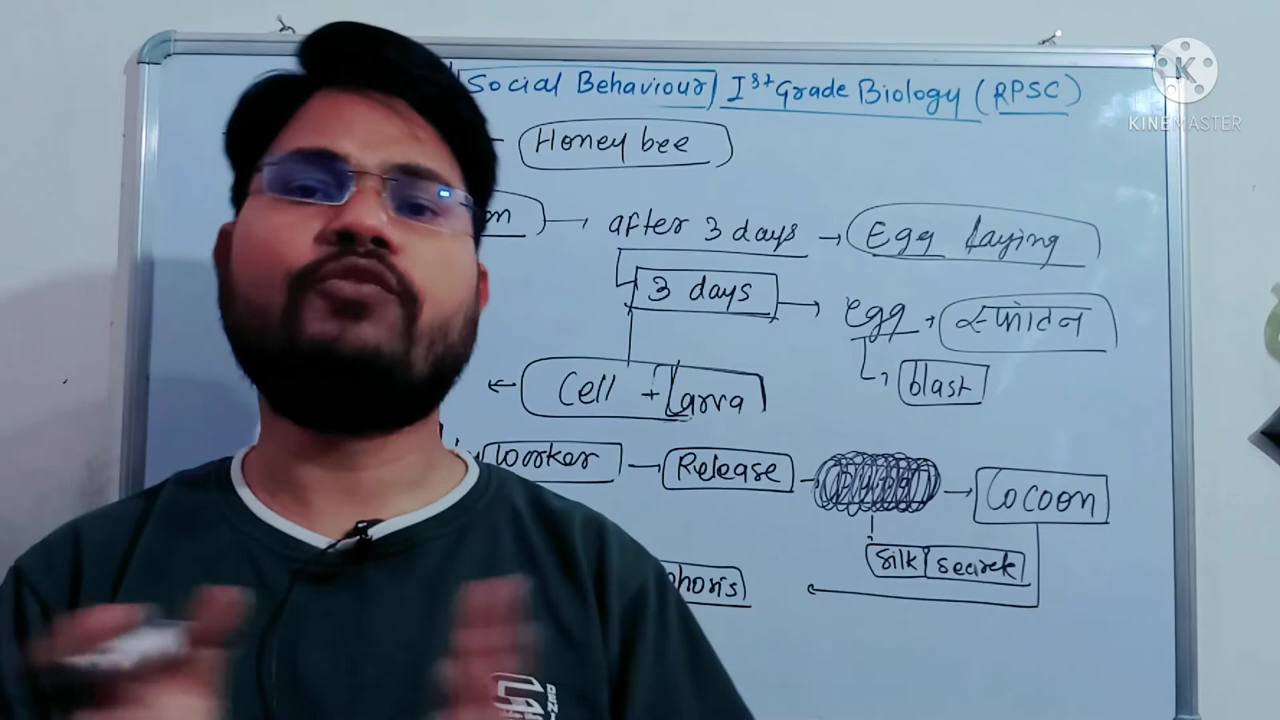 Social Behaviour Ist Grade Biology (RPSC)
KINEMASTER
Honey bee
after 3 days → Egg laying
3 days → egg → स्फोटन
blast
← Cell + Larva
Worker — Release → Cocoon
Silk searck